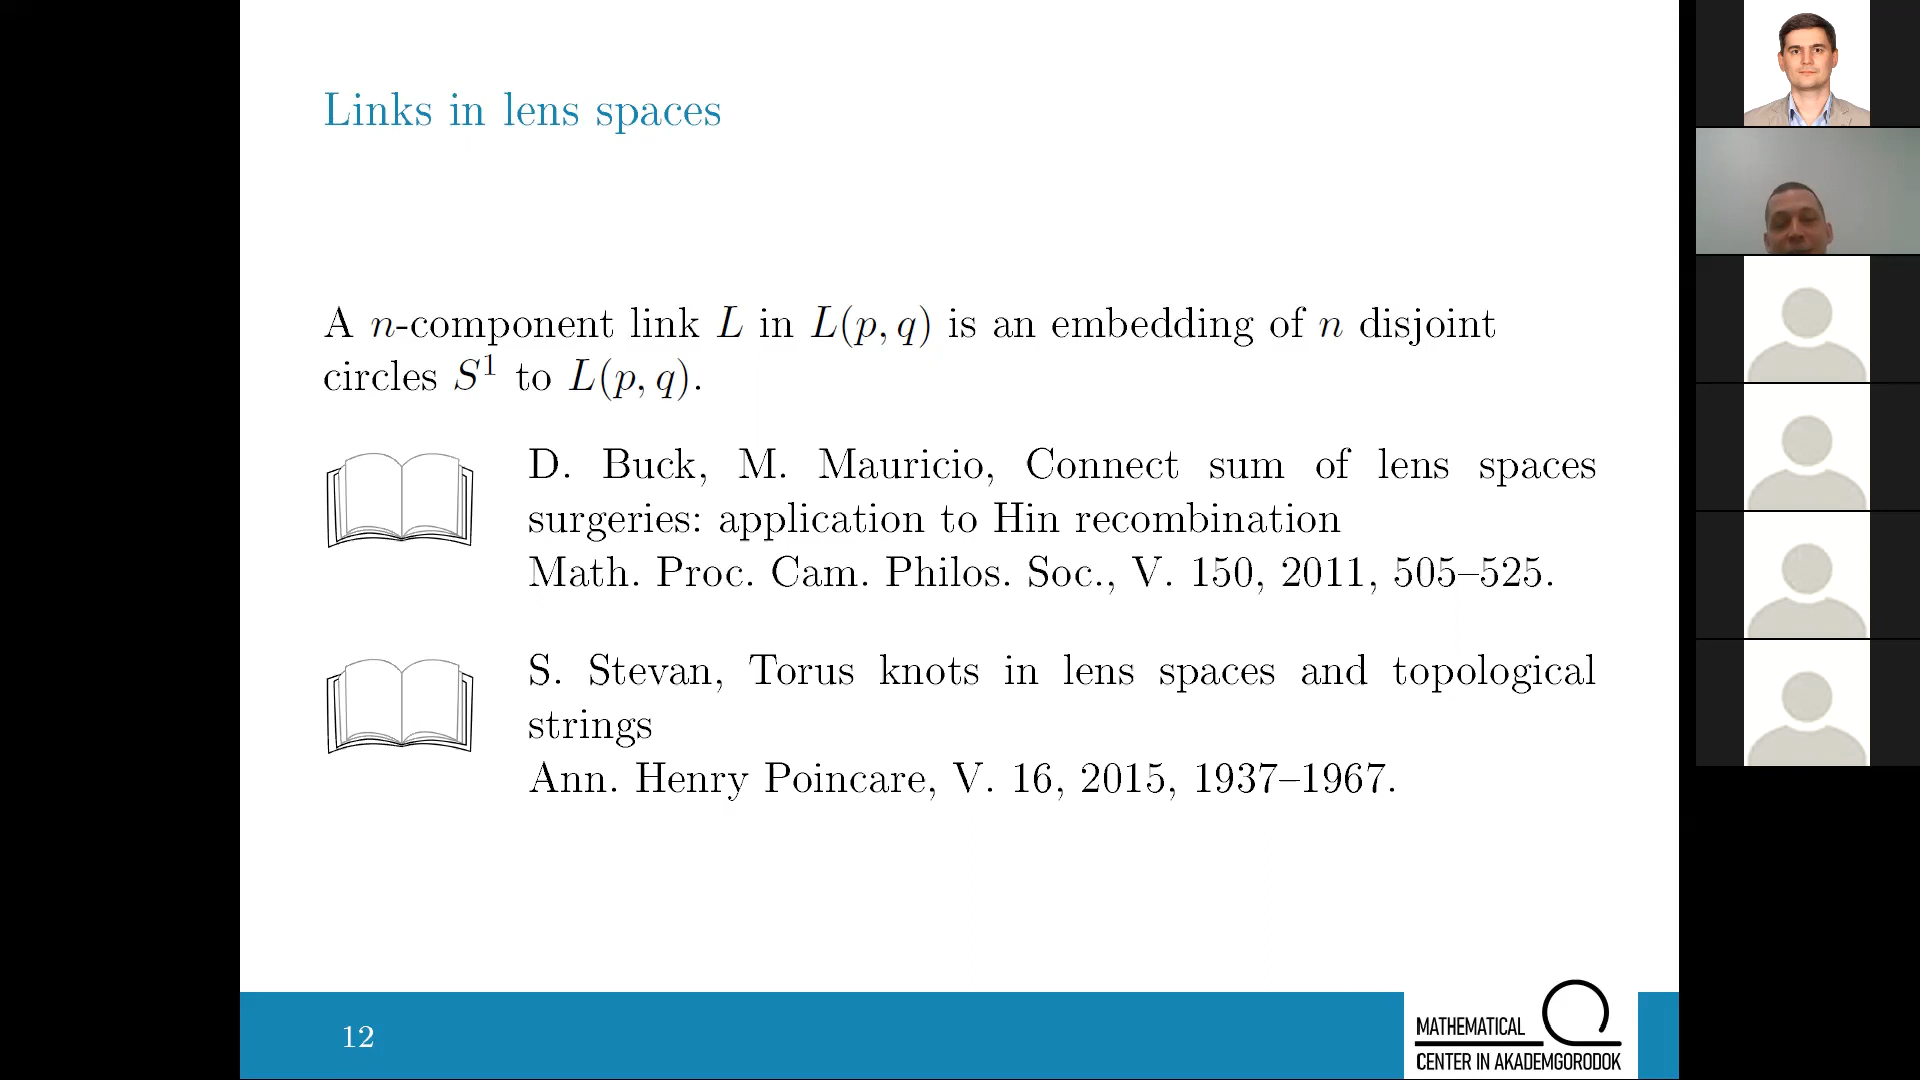 Links in lens spaces
A n-component link L in L(p, q) is an embedding of n disjoint
circles S¹ to L(p, q).
D. Buck, M. Mauricio, Connect sum of lens spaces
surgeries: application to Hin recombination
Math. Proc. Cam. Philos. Soc., V. 150, 2011, 505–525.
S. Stevan, Torus knots in lens spaces and topological
strings
Ann. Henry Poincare, V. 16, 2015, 1937–1967.
12
MATHEMATICAL
CENTER IN AKADEMGORODOK